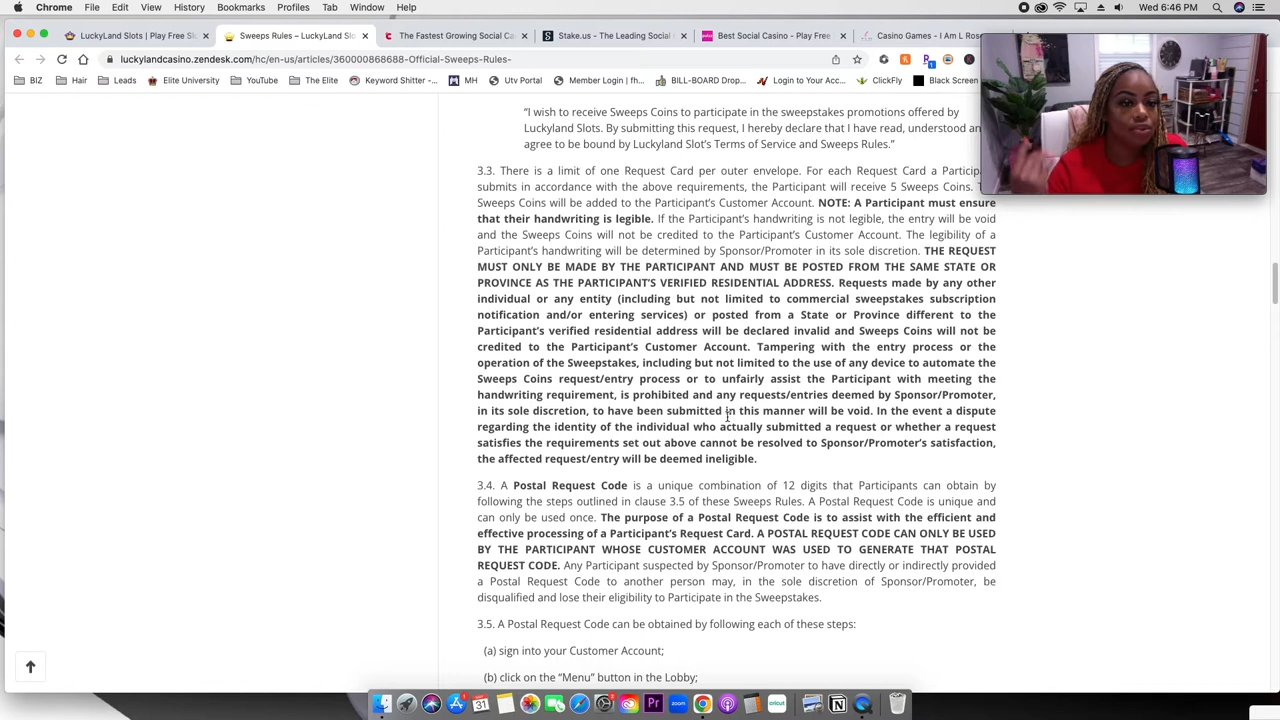 Chrome File Edit View History Bookmarks Profiles Tab Window Help Wed 6:46 PM
LuckyLand Slots | Play Free Sl Sweeps Rules – LuckyLand Slo The Fastest Growing Social Ca Stake.us - The Leading Social Best Social Casino - Play Free Casino Games - I Am L Ros
luckylandcasino.zendesk.com/hc/en-us/articles/360000868688-Official-Sweeps-Rules-
BIZ Hair Leads Elite University YouTube The Elite Keyword Shitter -... MH Utv Portal Member Login | fh... BILL-BOARD Drop... Login to Your Acc... ClickFly Black Screen
“I wish to receive Sweeps Coins to participate in the sweepstakes promotions offered by
Luckyland Slots. By submitting this request, I hereby declare that I have read, understood an
agree to be bound by Luckyland Slot’s Terms of Service and Sweeps Rules.”
3.3. There is a limit of one Request Card per outer envelope. For each Request Card a Particip
submits in accordance with the above requirements, the Participant will receive 5 Sweeps Coins.
Sweeps Coins will be added to the Participant’s Customer Account. NOTE: A Participant must ensure
that their handwriting is legible. If the Participant’s handwriting is not legible, the entry will be void
and the Sweeps Coins will not be credited to the Participant’s Customer Account. The legibility of a
Participant’s handwriting will be determined by Sponsor/Promoter in its sole discretion. THE REQUEST
MUST ONLY BE MADE BY THE PARTICIPANT AND MUST BE POSTED FROM THE SAME STATE OR
PROVINCE AS THE PARTICIPANT’S VERIFIED RESIDENTIAL ADDRESS. Requests made by any other
individual or any entity (including but not limited to commercial sweepstakes subscription
notification and/or entering services) or posted from a State or Province different to the
Participant’s verified residential address will be declared invalid and Sweeps Coins will not be
credited to the Participant’s Customer Account. Tampering with the entry process or the
operation of the Sweepstakes, including but not limited to the use of any device to automate the
Sweeps Coins request/entry process or to unfairly assist the Participant with meeting the
handwriting requirement, is prohibited and any requests/entries deemed by Sponsor/Promoter,
in its sole discretion, to have been submitted in this manner will be void. In the event a dispute
regarding the identity of the individual who actually submitted a request or whether a request
satisfies the requirements set out above cannot be resolved to Sponsor/Promoter’s satisfaction,
the affected request/entry will be deemed ineligible.
3.4. A Postal Request Code is a unique combination of 12 digits that Participants can obtain by
following the steps outlined in clause 3.5 of these Sweeps Rules. A Postal Request Code is unique and
can only be used once. The purpose of a Postal Request Code is to assist with the efficient and
effective processing of a Participant’s Request Card. A POSTAL REQUEST CODE CAN ONLY BE USED
BY THE PARTICIPANT WHOSE CUSTOMER ACCOUNT WAS USED TO GENERATE THAT POSTAL
REQUEST CODE. Any Participant suspected by Sponsor/Promoter to have directly or indirectly provided
a Postal Request Code to another person may, in the sole discretion of Sponsor/Promoter, be
disqualified and lose their eligibility to Participate in the Sweepstakes.
3.5. A Postal Request Code can be obtained by following each of these steps:
(a) sign into your Customer Account;
(b) click on the “Menu” button in the Lobby;
31 Pr zoom cricut